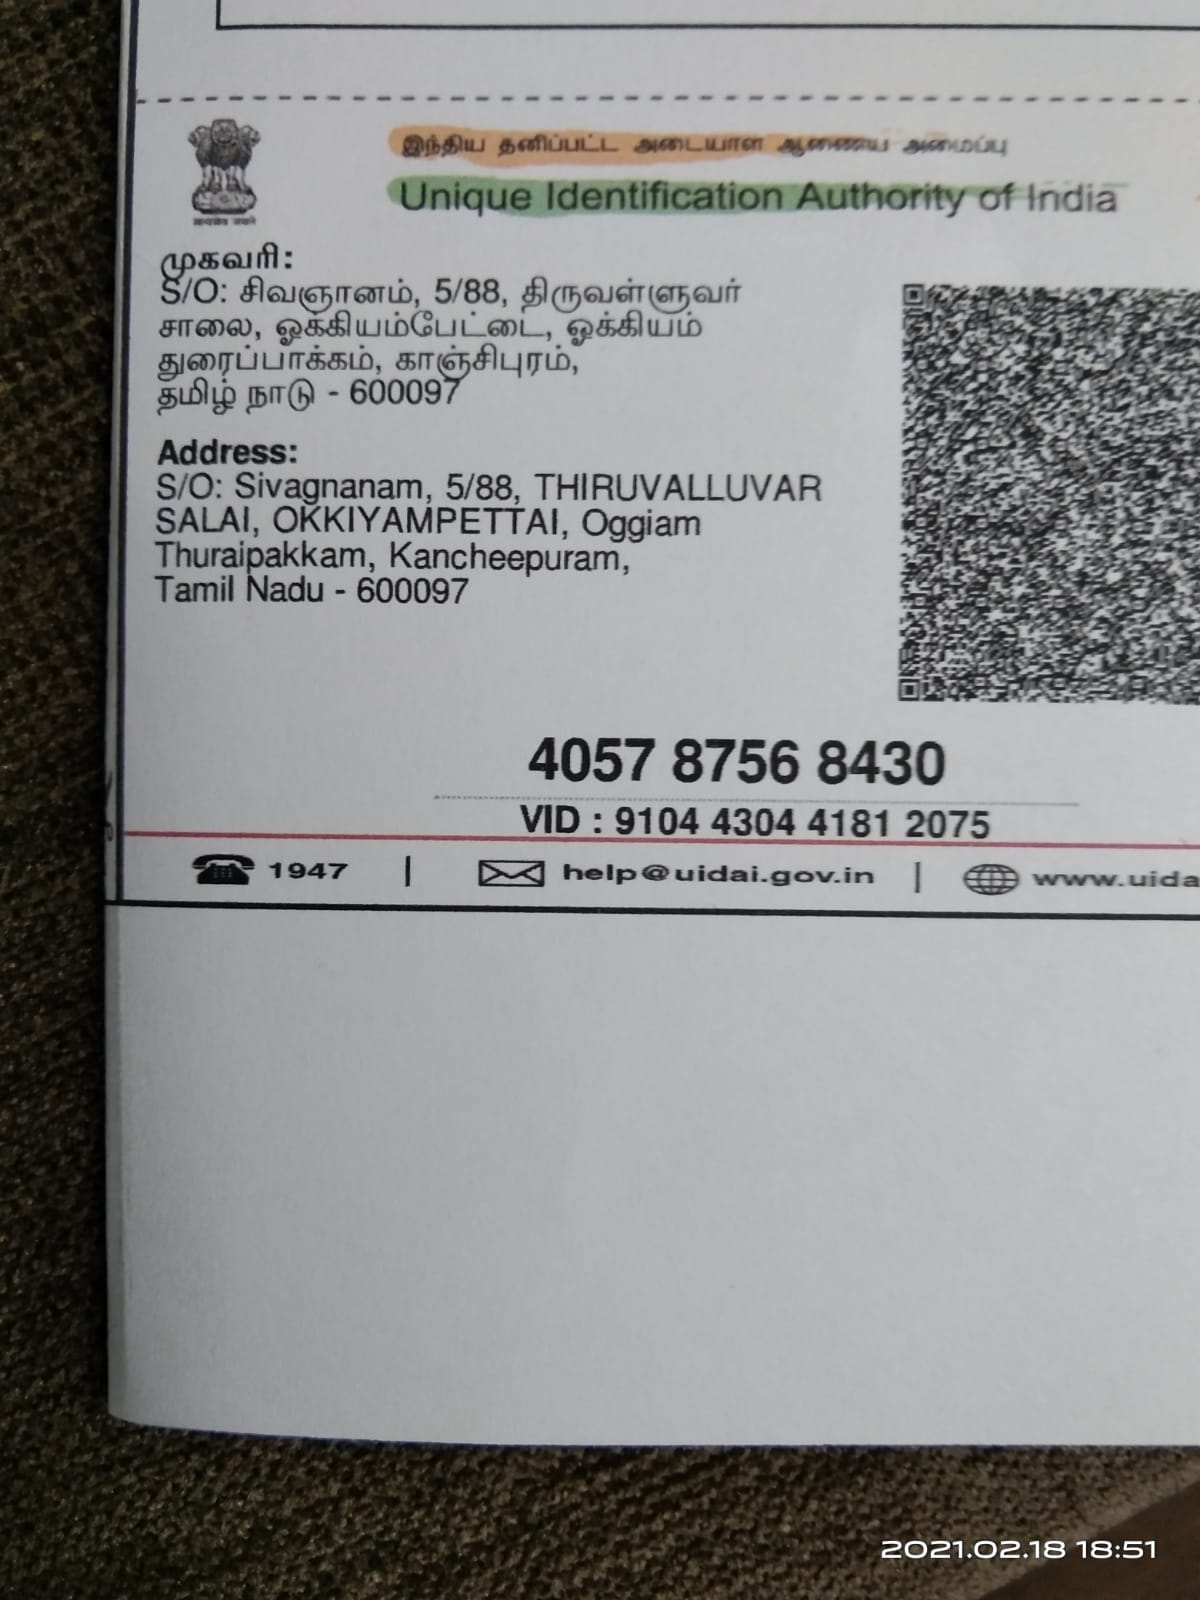 இந்திய தனிப்பட்ட அடையாள ஆணைய அமைப்பு
Unique Identification Authority of India
முகவரி:
S/O: சிவஞானம், 5/88, திருவள்ளுவர்
சாலை, ஓக்கியம்பேட்டை, ஓக்கியம்
துரைப்பாக்கம், காஞ்சிபுரம்,
தமிழ் நாடு - 600097
Address:
S/O: Sivagnanam, 5/88, THIRUVALLUVAR
SALAI, OKKIYAMPETTAI, Oggiam
Thuraipakkam, Kancheepuram,
Tamil Nadu - 600097
4057 8756 8430
VID : 9104 4304 4181 2075
1947 | help@uidai.gov.in | www.uida
2021.02.18 18:51